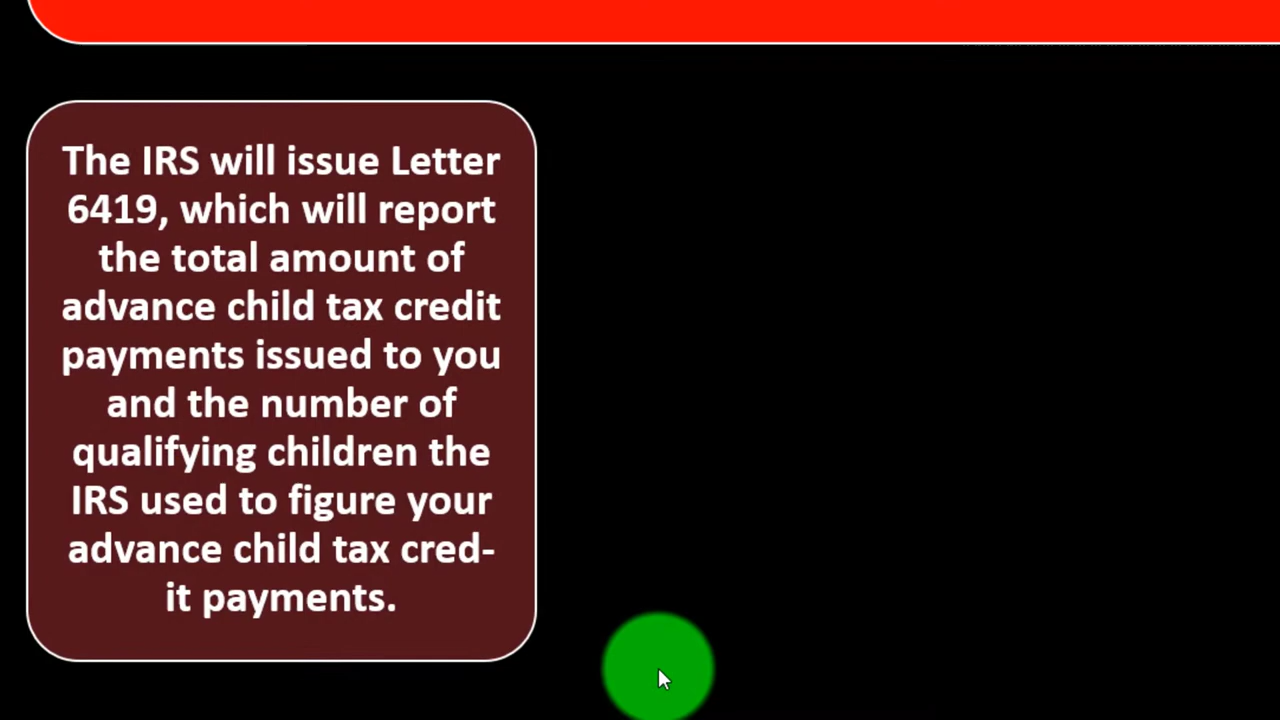 The IRS will issue Letter
6419, which will report
the total amount of
advance child tax credit
payments issued to you
and the number of
qualifying children the
IRS used to figure your
advance child tax cred-
it payments.